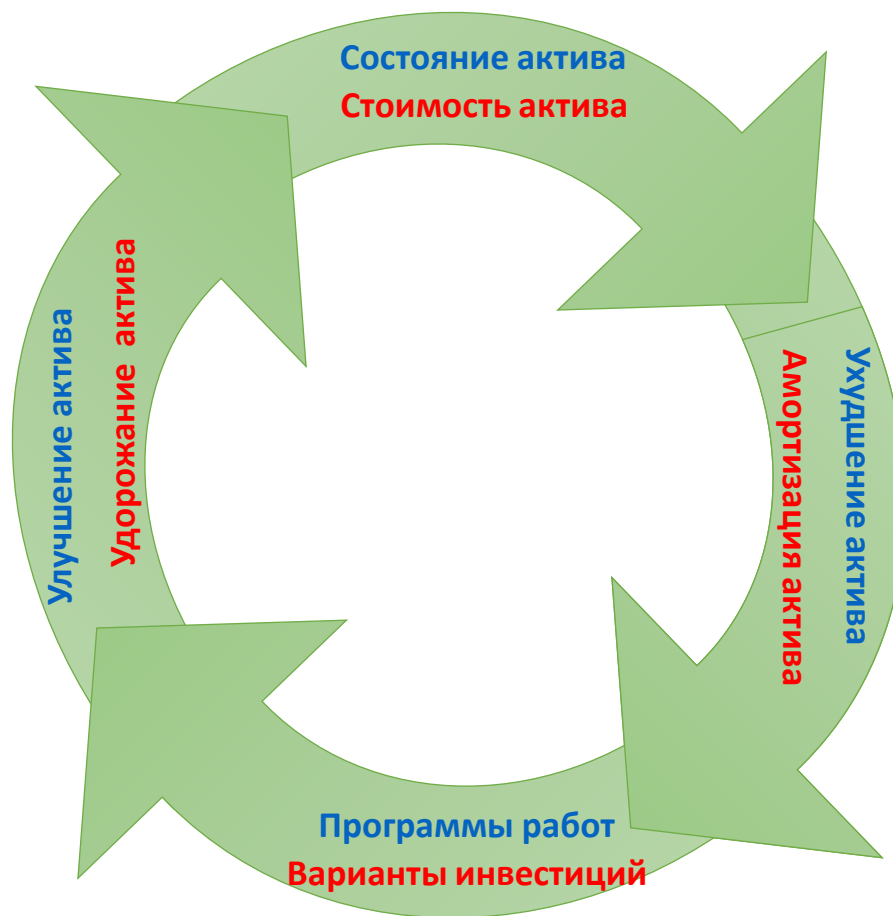 Состояние актива
Стоимость актива
Ухудшение актива
Амортизация актива
Программы работ
Варианты инвестиций
Улучшение актива
Удорожание актива